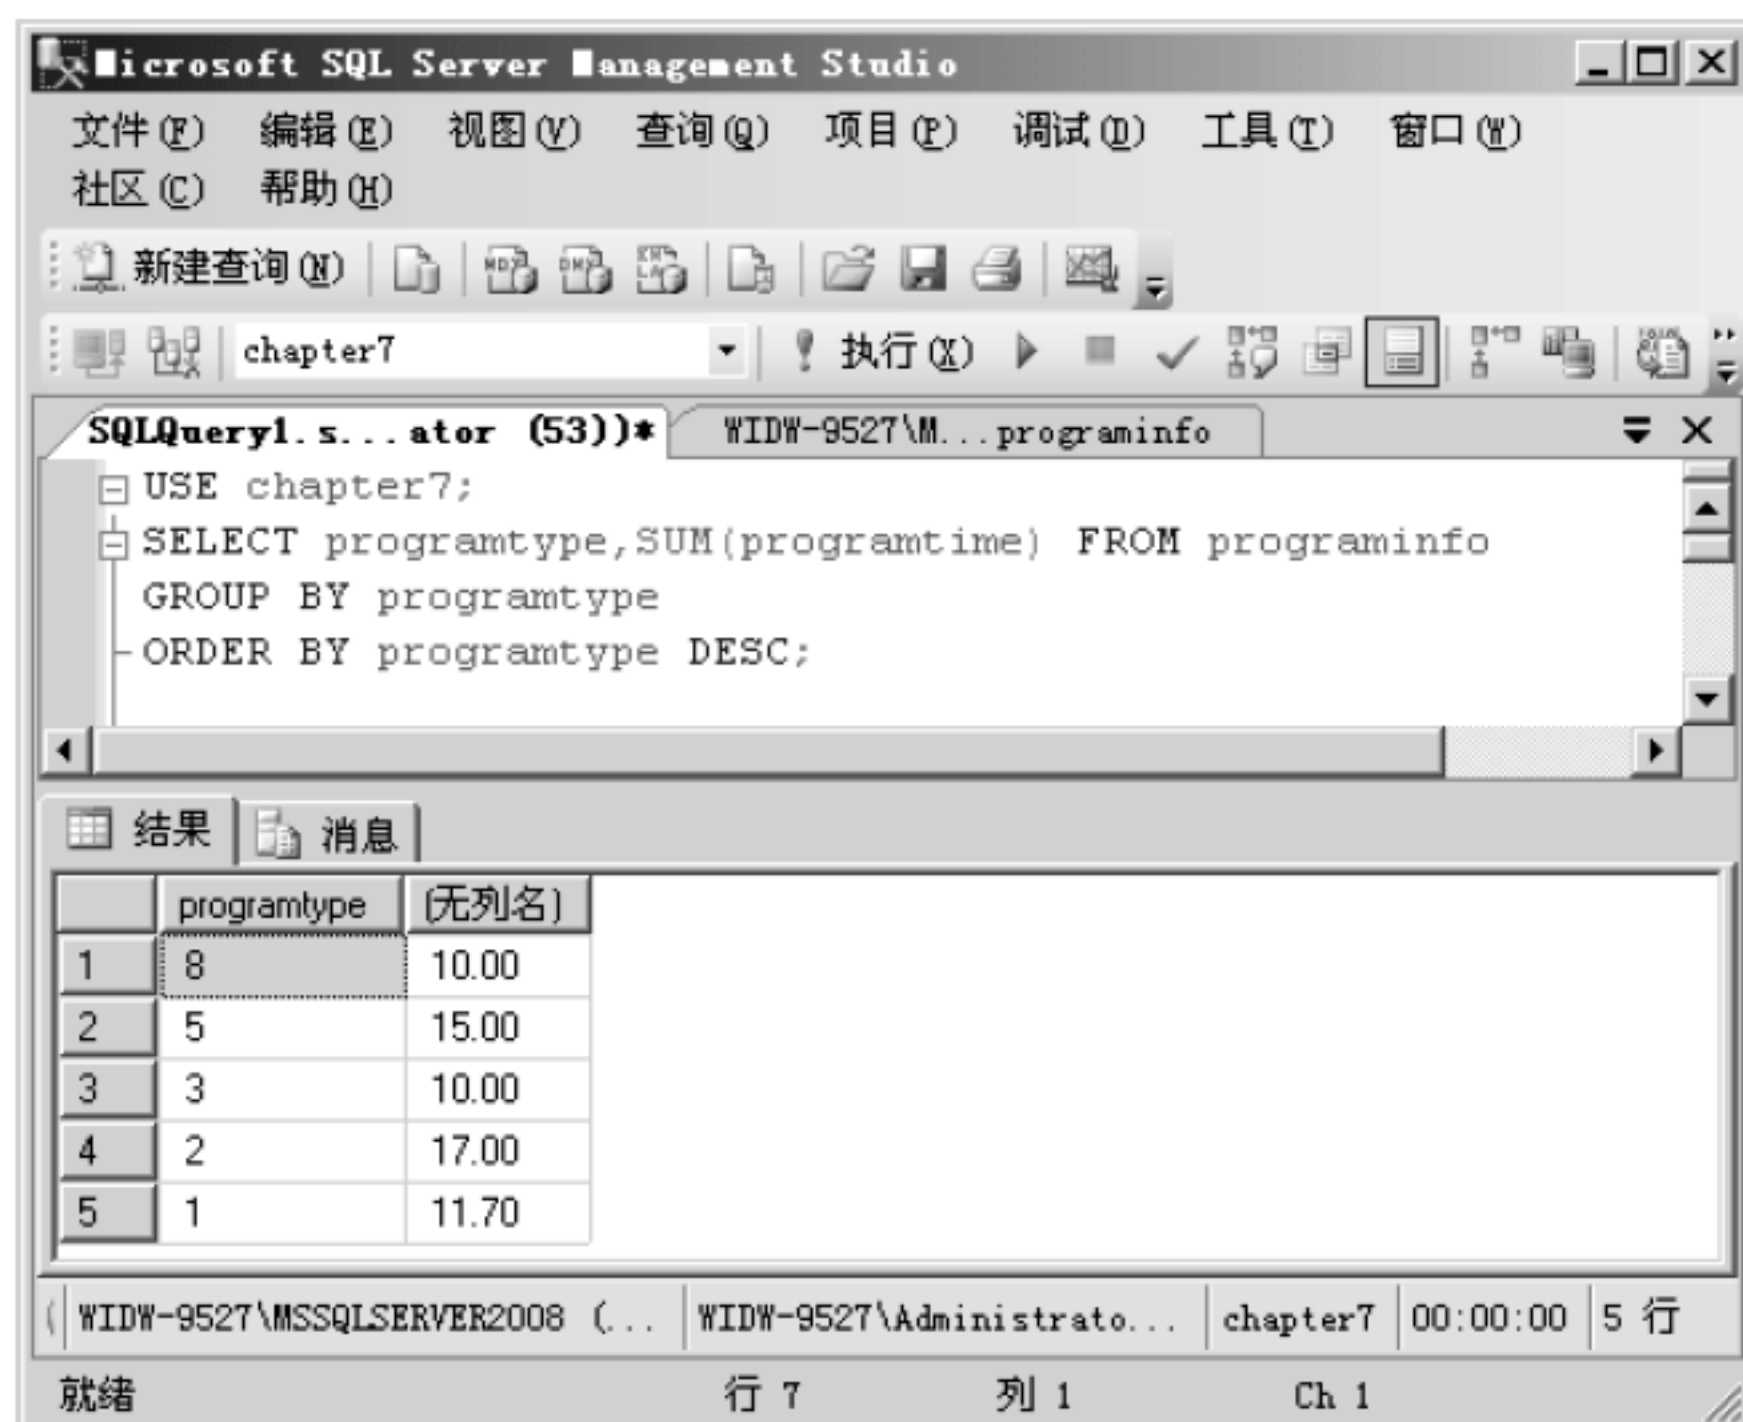 Microsoft SQL Server Management Studio
文件(F) 编辑(E) 视图(V) 查询(Q) 项目(P) 调试(D) 工具(T) 窗口(W)
社区(C) 帮助(H)
新建查询(N)
chapter7 执行(X)
SQLQuery1.s...ator (53))* WIDW-9527\M...programinfo
USE chapter7;
SELECT programtype,SUM(programtime) FROM programinfo
GROUP BY programtype
ORDER BY programtype DESC;
结果 消息
programtype (无列名)
1 8 10.00
2 5 15.00
3 3 10.00
4 2 17.00
5 1 11.70
WIDW-9527\MSSQLSERVER2008 (... WIDW-9527\Administrato... chapter7 00:00:00 5 行
就绪 行 7 列 1 Ch 1